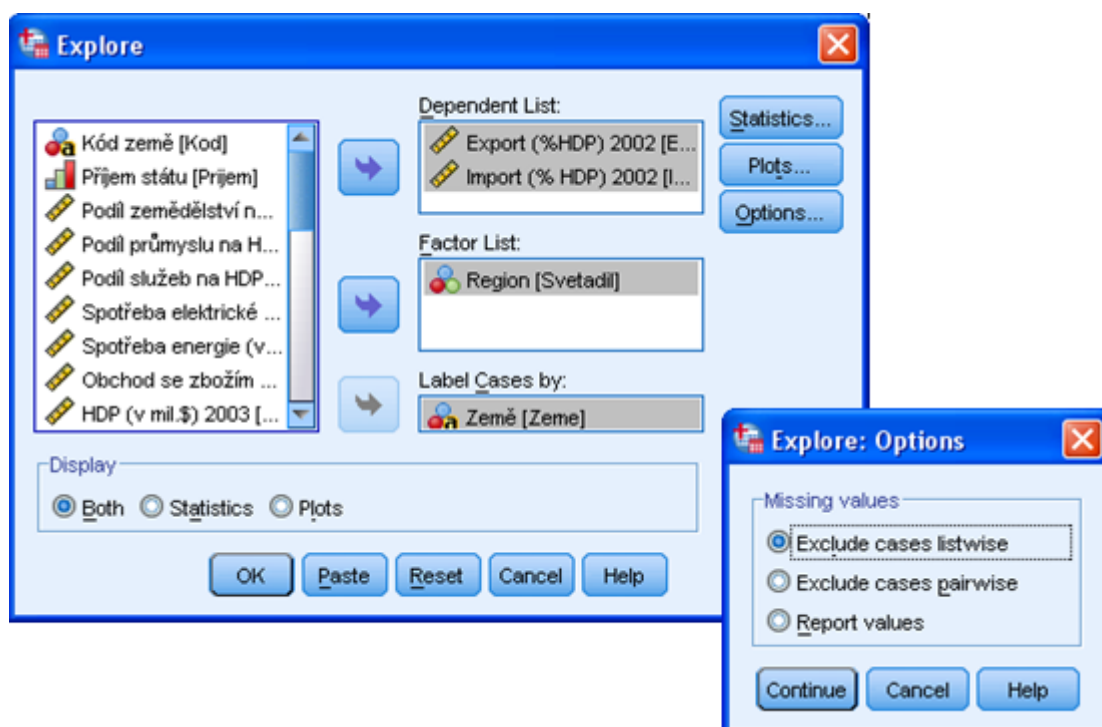 Explore
Kód země [Kod]
Příjem státu [Prijem]
Podíl zemědělství n...
Podíl průmyslu na H...
Podíl služeb na HDP...
Spotřeba elektrické ...
Spotřeba energie (v...
Obchod se zbožím ...
HDP (v mil.$) 2003 [...
Dependent List:
Export (%HDP) 2002 [E...
Import (% HDP) 2002 [I...
Factor List:
Region [Svetadil]
Label Cases by:
Země [Zeme]
Statistics...
Plots...
Options...
Display
Both Statistics Plots
OK Paste Reset Cancel Help
Explore: Options
Missing values
Exclude cases listwise
Exclude cases pairwise
Report values
Continue Cancel Help